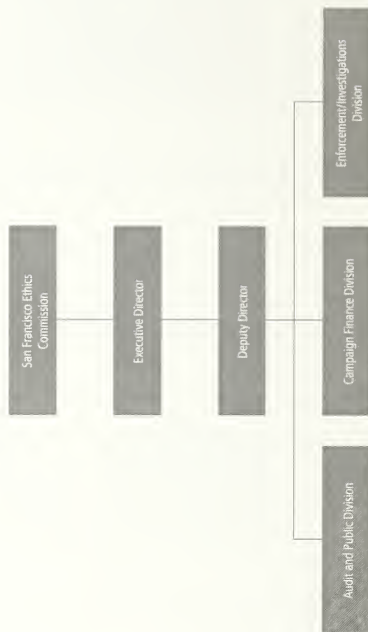 San Francisco Ethics
Commission
Executive Director
Deputy Director
Audit and Public Division
Campaign Finance Division
Enforcement/Investigations
Division